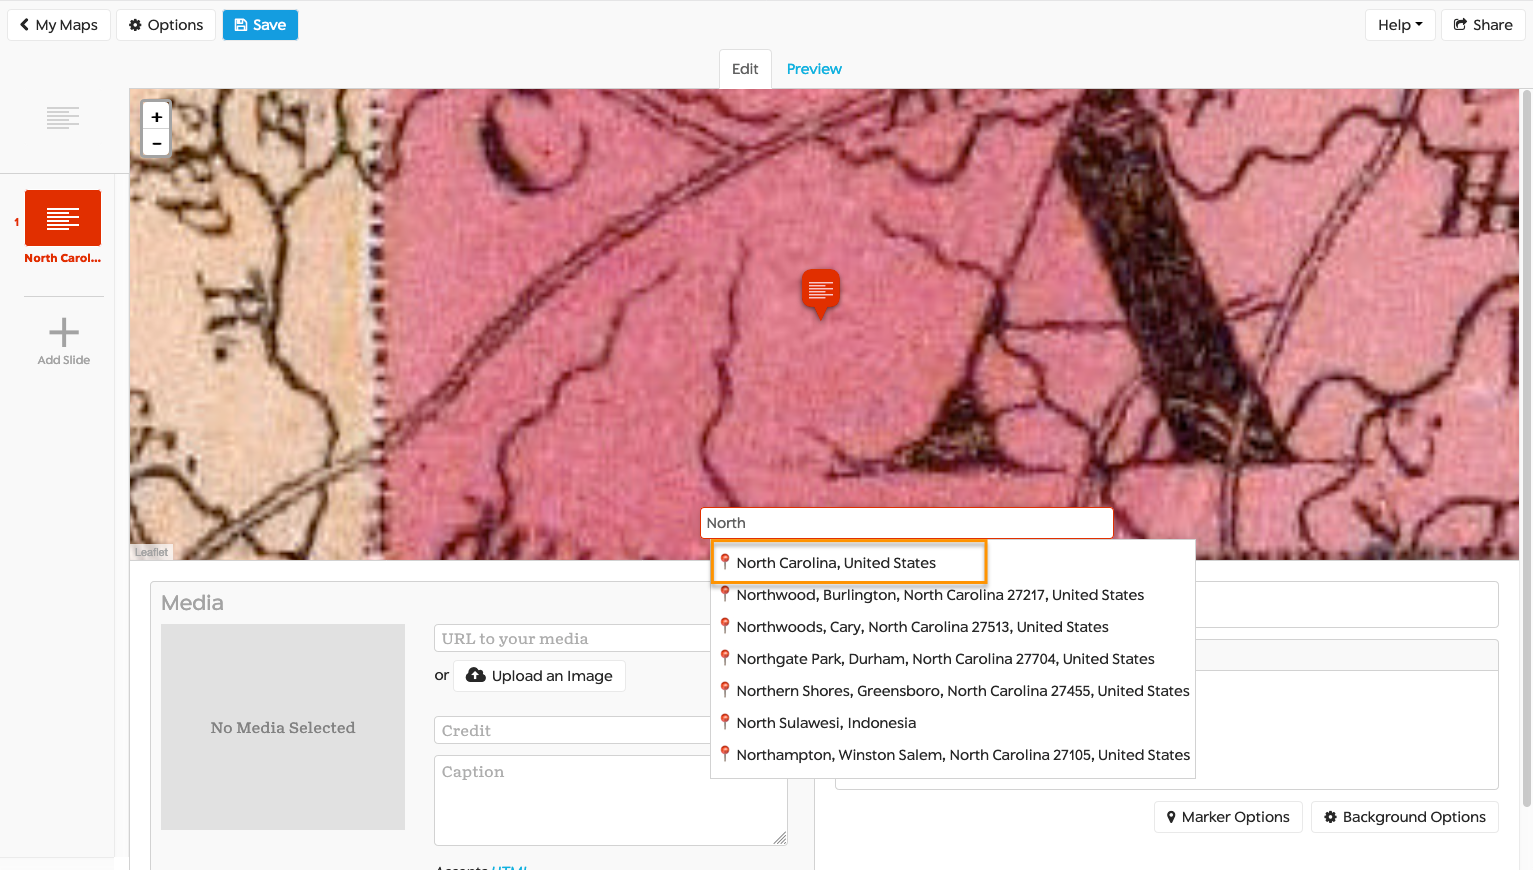 My Maps
Options
Save
Help
Share
Edit
Preview
+
-
1
North Carol...
Add Slide
Leaflet
North
North Carolina, United States
Northwood, Burlington, North Carolina 27217, United States
Northwoods, Cary, North Carolina 27513, United States
Northgate Park, Durham, North Carolina 27704, United States
Northern Shores, Greensboro, North Carolina 27455, United States
North Sulawesi, Indonesia
Northampton, Winston Salem, North Carolina 27105, United States
Media
No Media Selected
URL to your media
or
Upload an Image
Credit
Caption
Accepts HTML
Marker Options
Background Options